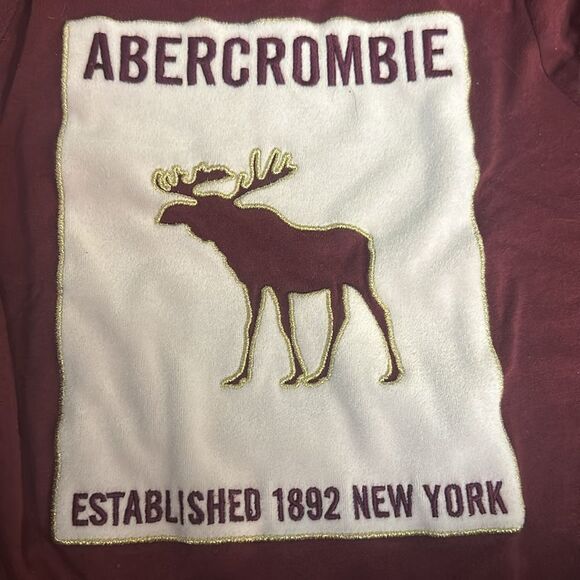 ABERCROMBIE
ESTABLISHED 1892 NEW YORK